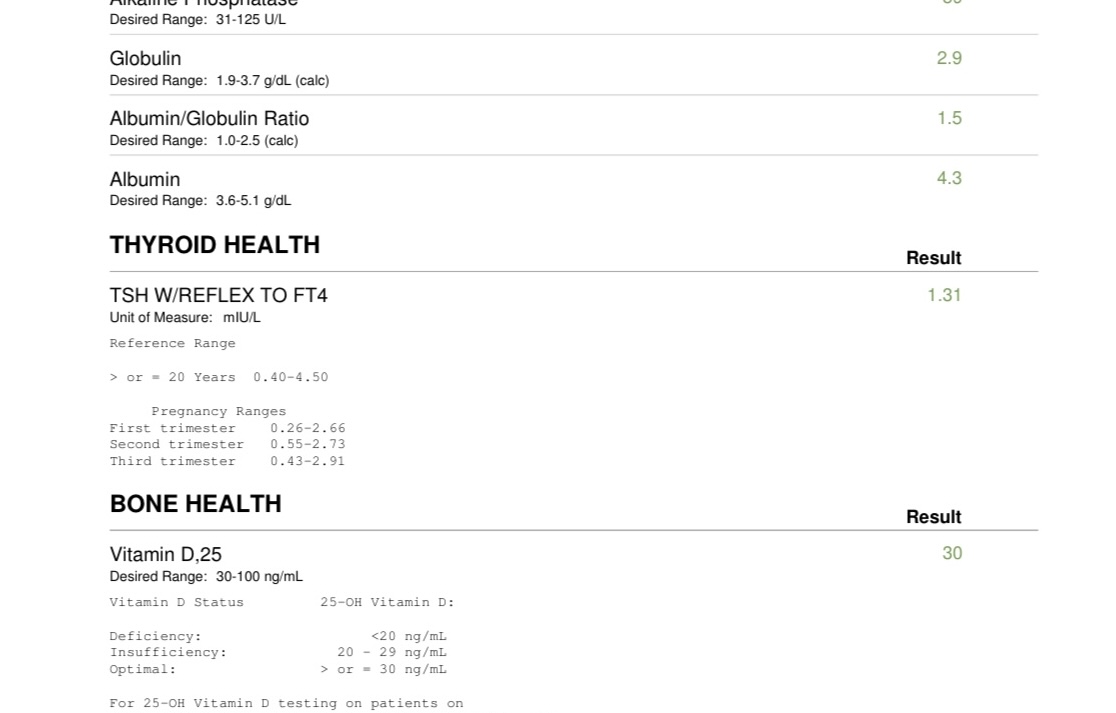 Alkaline Phosphatase
Desired Range: 31-125 U/L
Globulin 2.9
Desired Range: 1.9-3.7 g/dL (calc)
Albumin/Globulin Ratio 1.5
Desired Range: 1.0-2.5 (calc)
Albumin 4.3
Desired Range: 3.6-5.1 g/dL
THYROID HEALTH
Result
TSH W/REFLEX TO FT4 1.31
Unit of Measure: mIU/L
Reference Range
> or = 20 Years 0.40-4.50
Pregnancy Ranges
First trimester 0.26-2.66
Second trimester 0.55-2.73
Third trimester 0.43-2.91
BONE HEALTH
Result
Vitamin D,25 30
Desired Range: 30-100 ng/mL
Vitamin D Status 25-OH Vitamin D:
Deficiency: <20 ng/mL
Insufficiency: 20 - 29 ng/mL
Optimal: > or = 30 ng/mL
For 25-OH Vitamin D testing on patients on